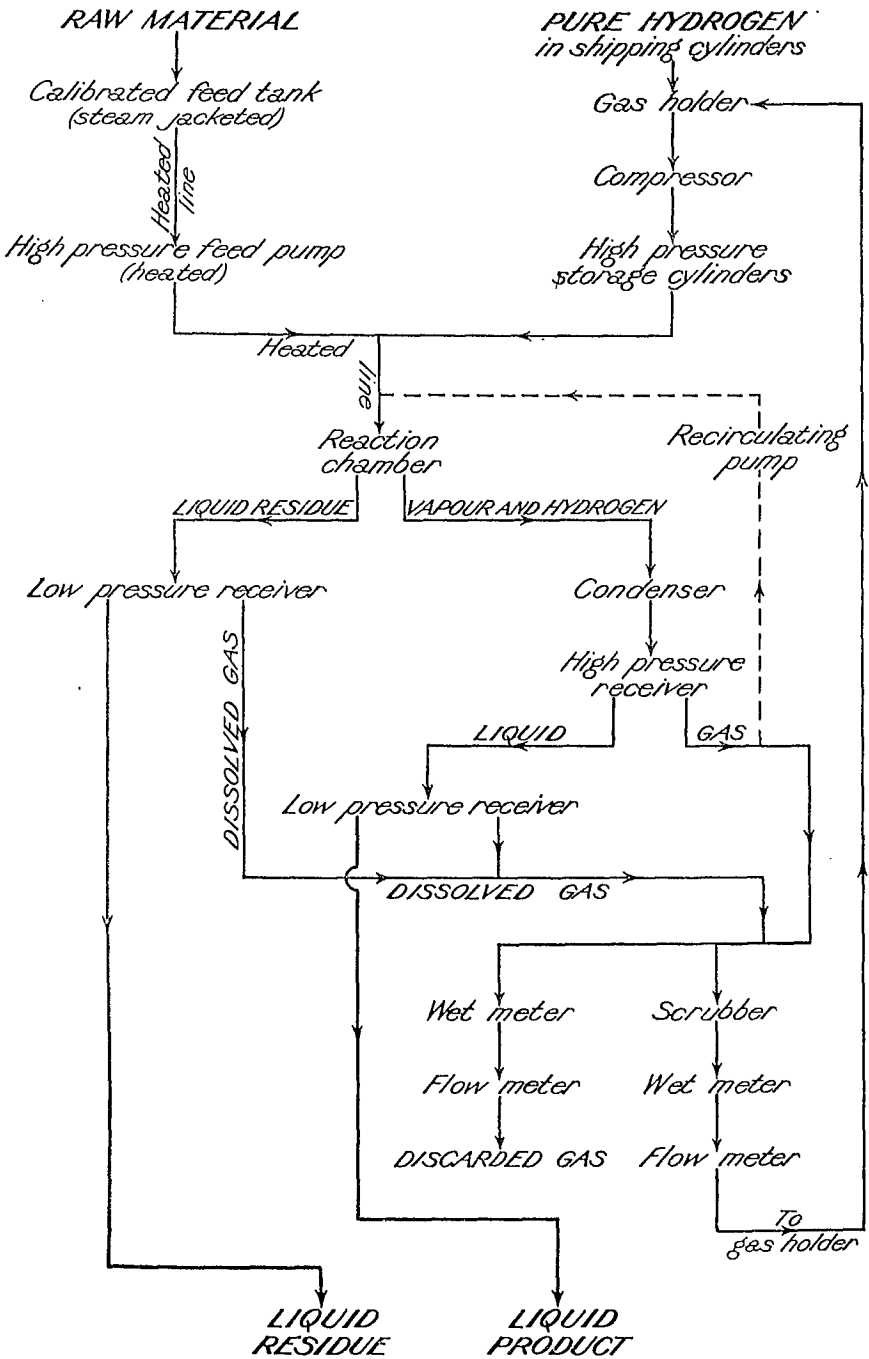 RAW MATERIAL
PURE HYDROGEN
in shipping cylinders
Calibrated feed tank
(steam jacketed)
Gas holder
Heated
line
Compressor
High pressure feed pump
(heated)
High pressure
storage cylinders
Heated
line
Reaction
chamber
Recirculating
pump
LIQUID RESIDUE
VAPOUR AND HYDROGEN
Low pressure receiver
Condenser
DISSOLVED GAS
High pressure
receiver
LIQUID
GAS
Low pressure receiver
DISSOLVED GAS
Wet meter
Scrubber
Flow meter
Wet meter
DISCARDED GAS
Flow meter
To
gas holder
LIQUID
RESIDUE
LIQUID
PRODUCT